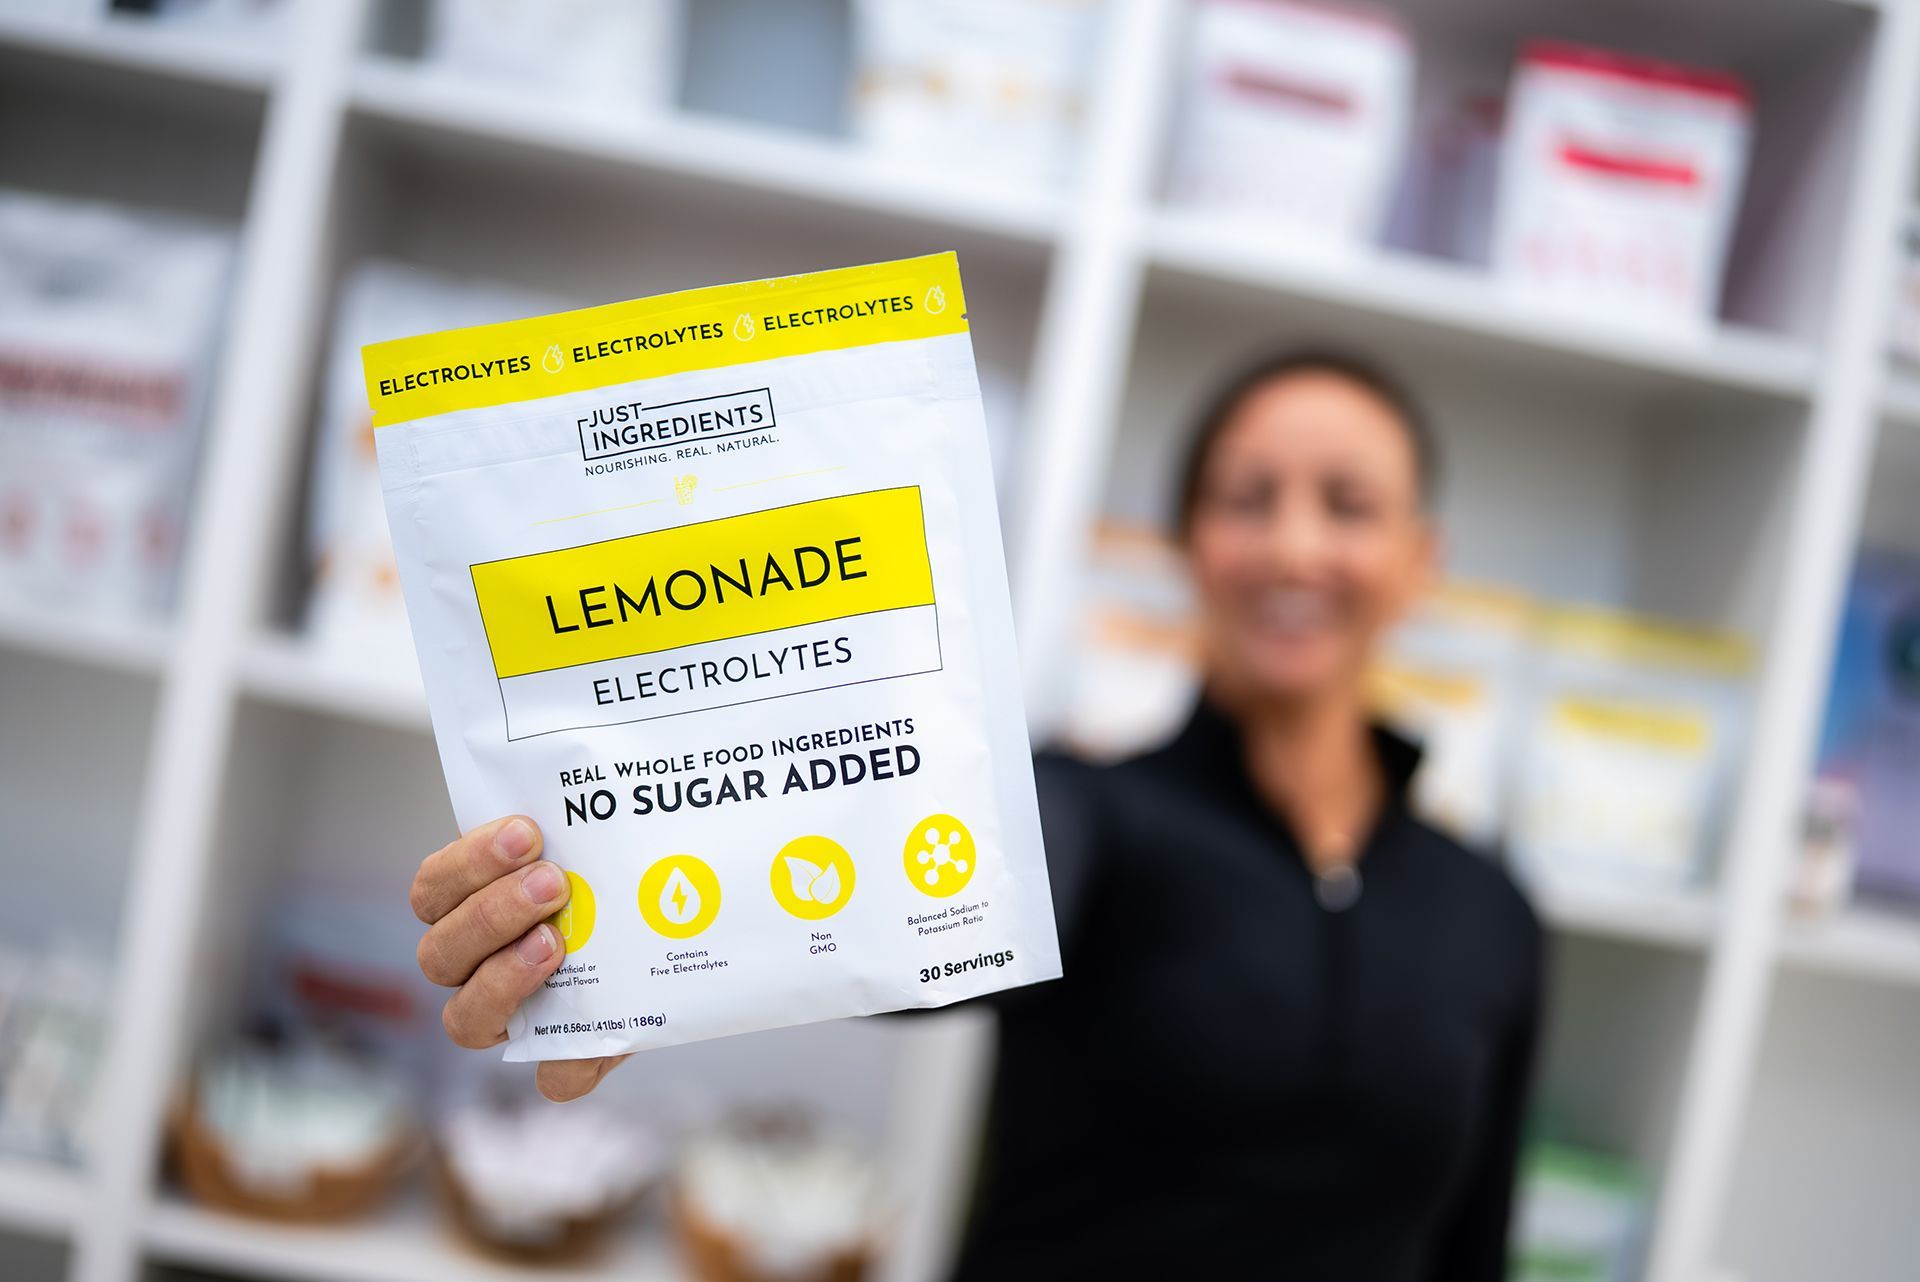 ELECTROLYTES ELECTROLYTES ELECTROLYTES
JUST
INGREDIENTS
NOURISHING. REAL. NATURAL.
LEMONADE
ELECTROLYTES
REAL WHOLE FOOD INGREDIENTS
NO SUGAR ADDED
Artificial or
Natural Flavors
Contains
Five Electrolytes
Non
GMO
Balanced Sodium to
Potassium Ratio
30 Servings
Net Wt 6.56oz (.41lbs) (186g)